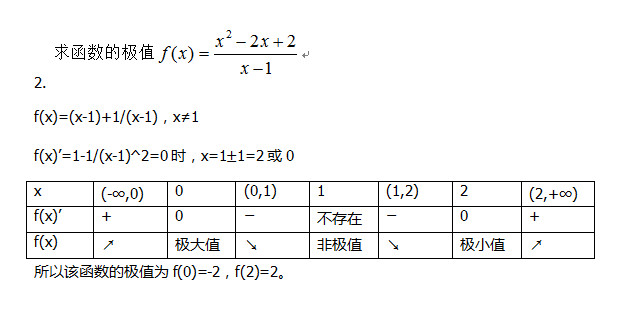 求函数的极值 f(x) = \frac{x^2-2x+2}{x-1} ↵
2.
f(x)=(x-1)+1/(x-1)，x≠1
f(x)’=1-1/(x-1)^2=0 时，x=1±1=2 或 0
x (-∞,0) 0 (0,1) 1 (1,2) 2 (2,+∞)
f(x)’ + 0 − 不存在 − 0 +
f(x) ↗ 极大值 ↘ 非极值 ↘ 极小值 ↗
所以该函数的极值为 f(0)=-2，f(2)=2。